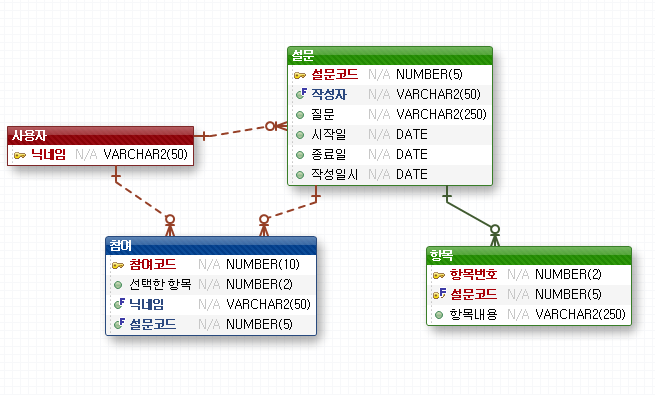 설문
설문코드 N/A NUMBER(5)
작성자 N/A VARCHAR2(50)
질문 N/A VARCHAR2(250)
시작일 N/A DATE
종료일 N/A DATE
작성일시 N/A DATE
사용자
닉네임 N/A VARCHAR2(50)
참여
참여코드 N/A NUMBER(10)
선택한 항목 N/A NUMBER(2)
닉네임 N/A VARCHAR2(50)
설문코드 N/A NUMBER(5)
항목
항목번호 N/A NUMBER(2)
설문코드 N/A NUMBER(5)
항목내용 N/A VARCHAR2(250)